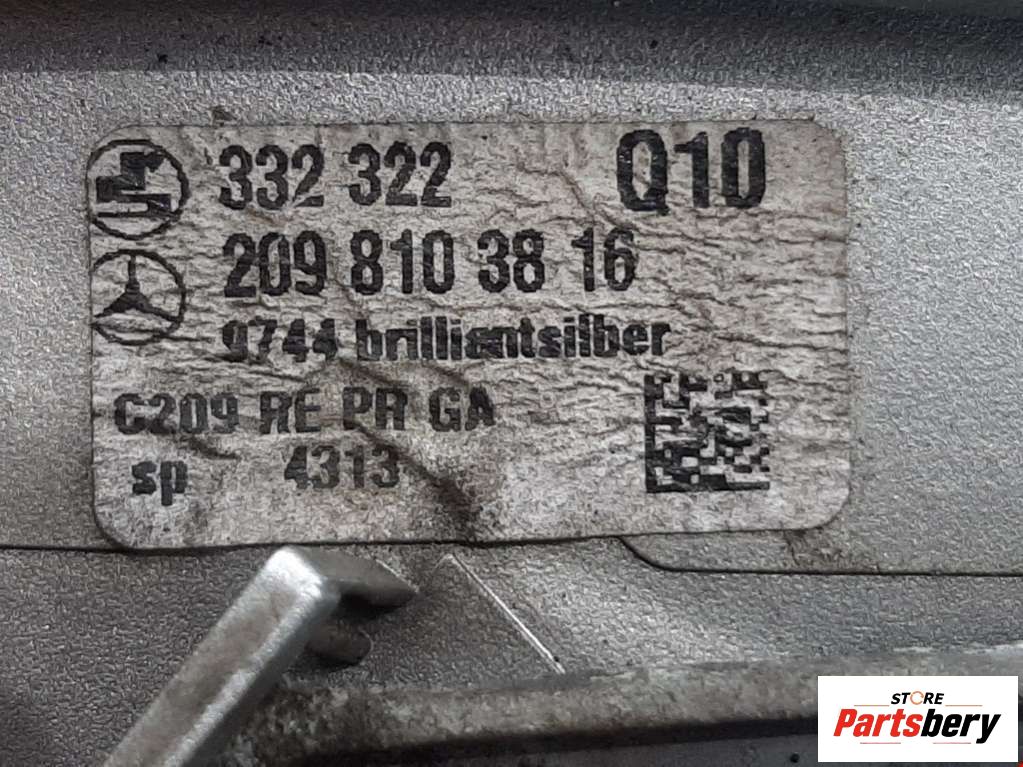 332 322 Q10
209 810 38 16
9744 brilliantsilber
C209 RE PR GA
sp 4313
STORE
Partsbery